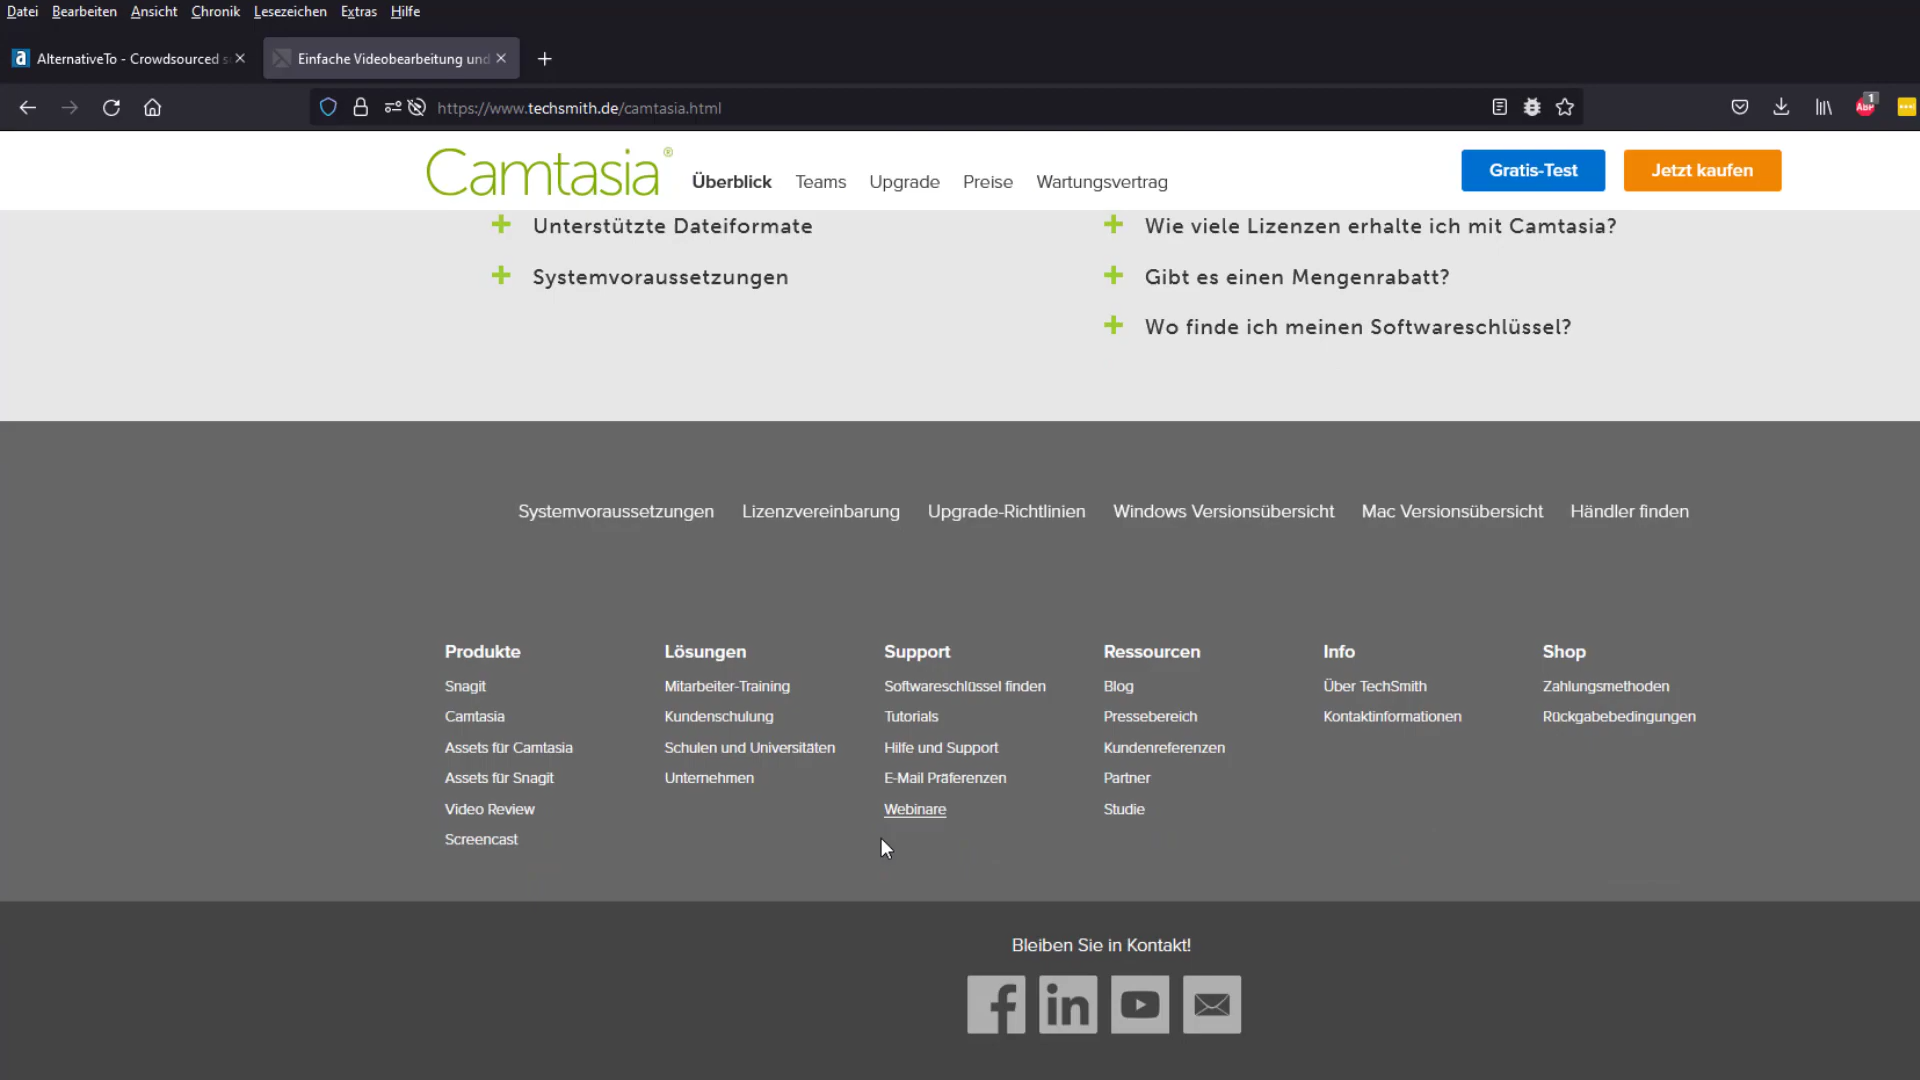 Datei Bearbeiten Ansicht Chronik Lesezeichen Extras Hilfe
a AlternativeTo - Crowdsourced s Einfache Videobearbeitung und
https://www.techsmith.de/camtasia.html ABP 1
Camtasia® Überblick Teams Upgrade Preise Wartungsvertrag Gratis-Test Jetzt kaufen
Unterstützte Dateiformate Wie viele Lizenzen erhalte ich mit Camtasia?
Systemvoraussetzungen Gibt es einen Mengenrabatt?
Wo finde ich meinen Softwareschlüssel?
Systemvoraussetzungen Lizenzvereinbarung Upgrade-Richtlinien Windows Versionsübersicht Mac Versionsübersicht Händler finden
Produkte Lösungen Support Ressourcen Info Shop
Snagit Mitarbeiter-Training Softwareschlüssel finden Blog Über TechSmith Zahlungsmethoden
Camtasia Kundenschulung Tutorials Pressebereich Kontaktinformationen Rückgabebedingungen
Assets für Camtasia Schulen und Universitäten Hilfe und Support Kundenreferenzen
Assets für Snagit Unternehmen E-Mail Präferenzen Partner
Video Review Webinare Studie
Screencast
Bleiben Sie in Kontakt!
f in